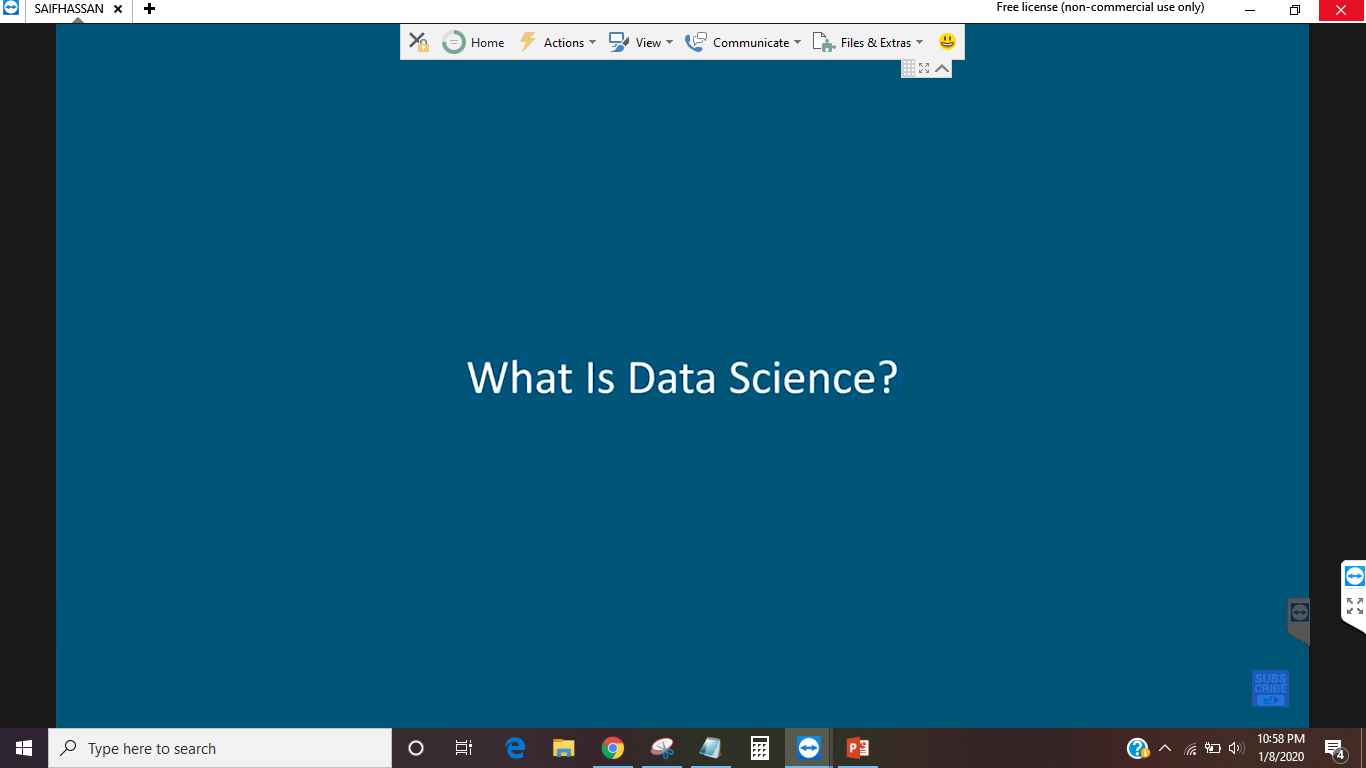 SAIFHASSAN
Free license (non-commercial use only)
Home Actions View Communicate Files & Extras
What Is Data Science?
SUBS
CRIBE
e!
Type here to search
10:58 PM
1/8/2020
4